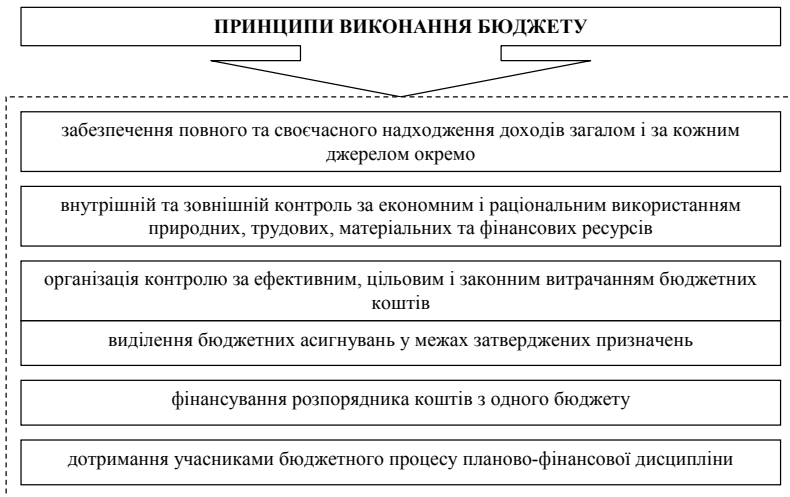 ПРИНЦИПИ ВИКОНАННЯ БЮДЖЕТУ
забезпечення повного та своєчасного надходження доходів загалом і за кожним
джерелом окремо
внутрішній та зовнішній контроль за економним і раціональним використанням
природних, трудових, матеріальних та фінансових ресурсів
організація контролю за ефективним, цільовим і законним витрачанням бюджетних
коштів
виділення бюджетних асигнувань у межах затверджених призначень
фінансування розпорядника коштів з одного бюджету
дотримання учасниками бюджетного процесу планово-фінансової дисципліни